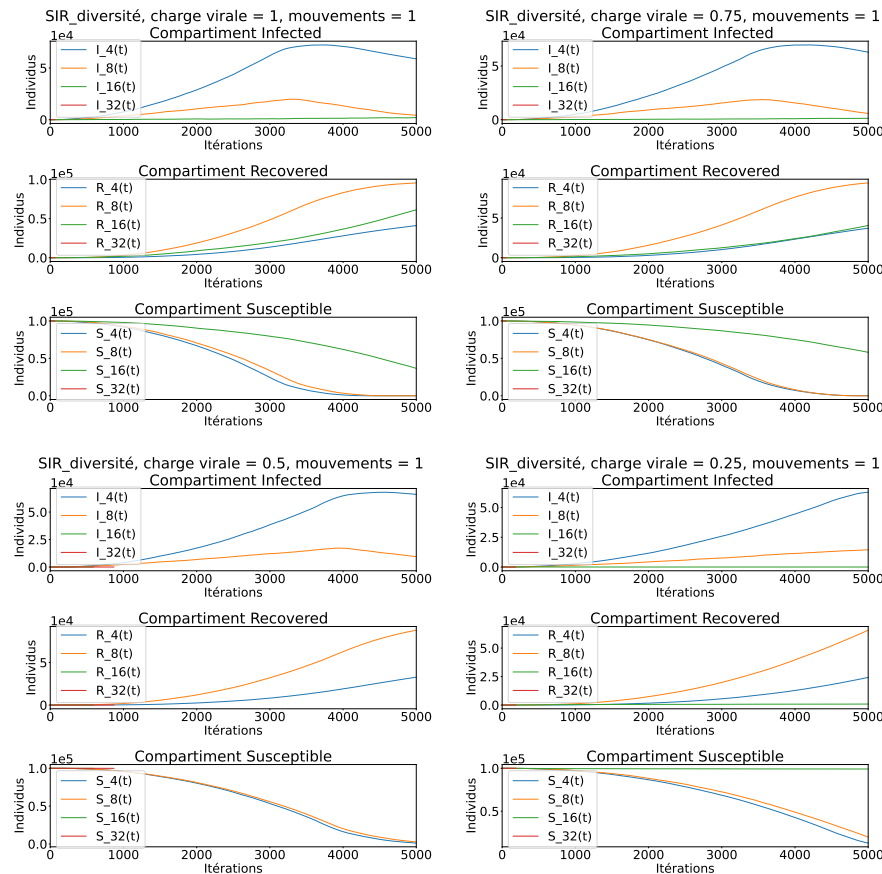 SIR_diversité, charge virale = 1, mouvements = 1
1e4
Compartiment Infected
Individus
5
0
I_4(t)
I_8(t)
I_16(t)
I_32(t)
0 1000 2000 3000 4000 5000
Itérations
1e5
Compartiment Recovered
Individus
1.0
0.5
0.0
R_4(t)
R_8(t)
R_16(t)
R_32(t)
0 1000 2000 3000 4000 5000
Itérations
1e5
Compartiment Susceptible
Individus
1.0
0.5
0.0
S_4(t)
S_8(t)
S_16(t)
S_32(t)
0 1000 2000 3000 4000 5000
Itérations
SIR_diversité, charge virale = 0.75, mouvements = 1
1e4
Compartiment Infected
Individus
5
0
I_4(t)
I_8(t)
I_16(t)
I_32(t)
0 1000 2000 3000 4000 5000
Itérations
1e4
Compartiment Recovered
Individus
5
0
R_4(t)
R_8(t)
R_16(t)
R_32(t)
0 1000 2000 3000 4000 5000
Itérations
1e5
Compartiment Susceptible
Individus
1.0
0.5
0.0
S_4(t)
S_8(t)
S_16(t)
S_32(t)
0 1000 2000 3000 4000 5000
Itérations
SIR_diversité, charge virale = 0.5, mouvements = 1
1e4
Compartiment Infected
Individus
5.0
2.5
0.0
I_4(t)
I_8(t)
I_16(t)
I_32(t)
0 1000 2000 3000 4000 5000
Itérations
1e4
Compartiment Recovered
Individus
5
0
R_4(t)
R_8(t)
R_16(t)
R_32(t)
0 1000 2000 3000 4000 5000
Itérations
1e5
Compartiment Susceptible
Individus
1.0
0.5
0.0
S_4(t)
S_8(t)
S_16(t)
S_32(t)
0 1000 2000 3000 4000 5000
Itérations
SIR_diversité, charge virale = 0.25, mouvements = 1
1e4
Compartiment Infected
Individus
5.0
2.5
0.0
I_4(t)
I_8(t)
I_16(t)
I_32(t)
0 1000 2000 3000 4000 5000
Itérations
1e4
Compartiment Recovered
Individus
5.0
2.5
0.0
R_4(t)
R_8(t)
R_16(t)
R_32(t)
0 1000 2000 3000 4000 5000
Itérations
1e5
Compartiment Susceptible
Individus
1.0
0.5
S_4(t)
S_8(t)
S_16(t)
S_32(t)
0 1000 2000 3000 4000 5000
Itérations